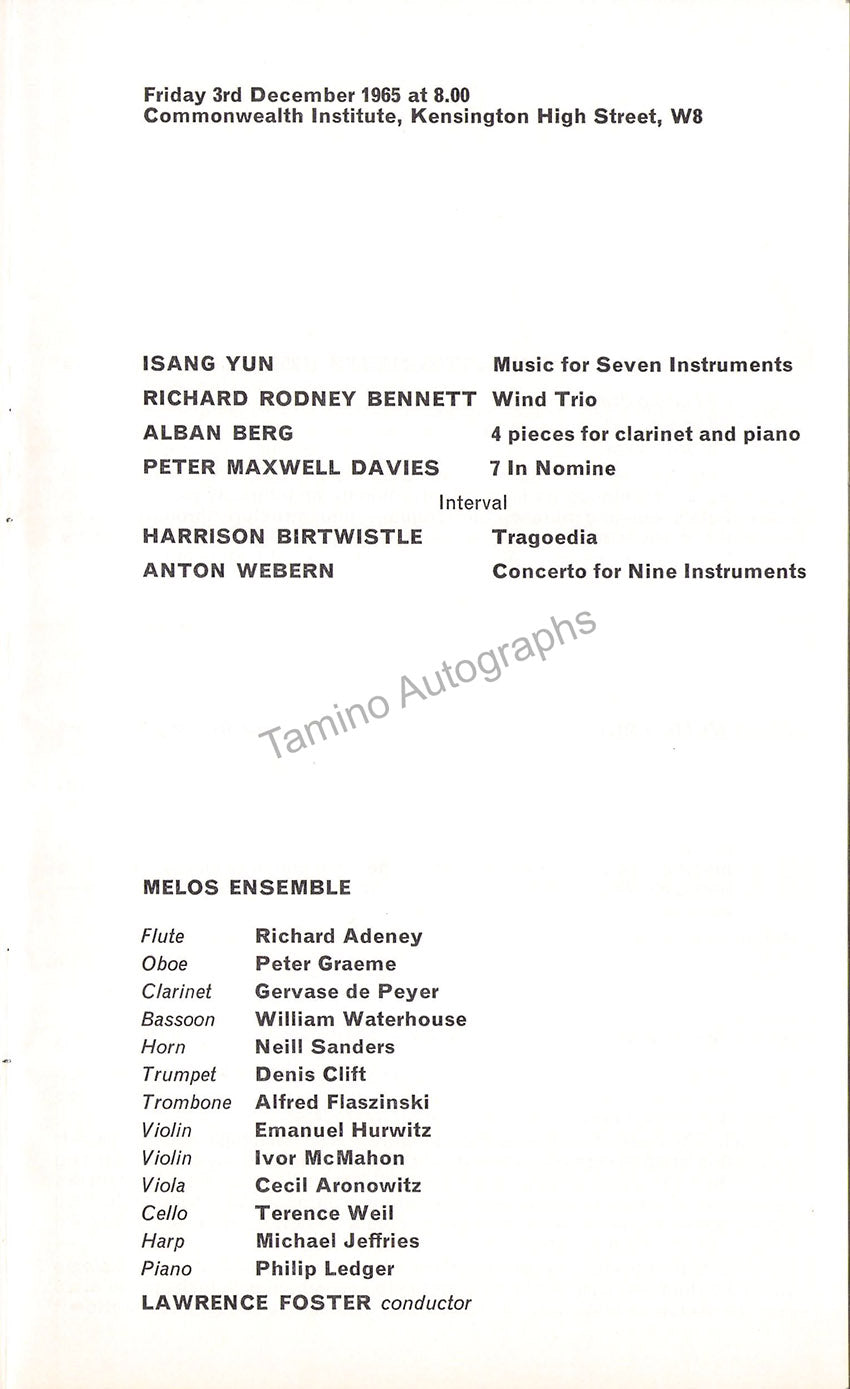 Friday 3rd December 1965 at 8.00
Commonwealth Institute, Kensington High Street, W8
ISANG YUN Music for Seven Instruments
RICHARD RODNEY BENNETT Wind Trio
ALBAN BERG 4 pieces for clarinet and piano
PETER MAXWELL DAVIES 7 In Nomine
Interval
HARRISON BIRTWISTLE Tragoedia
ANTON WEBERN Concerto for Nine Instruments
Tamino Autographs
MELOS ENSEMBLE
Flute Richard Adeney
Oboe Peter Graeme
Clarinet Gervase de Peyer
Bassoon William Waterhouse
Horn Neill Sanders
Trumpet Denis Clift
Trombone Alfred Flaszinski
Violin Emanuel Hurwitz
Violin Ivor McMahon
Viola Cecil Aronowitz
Cello Terence Weil
Harp Michael Jeffries
Piano Philip Ledger
LAWRENCE FOSTER conductor